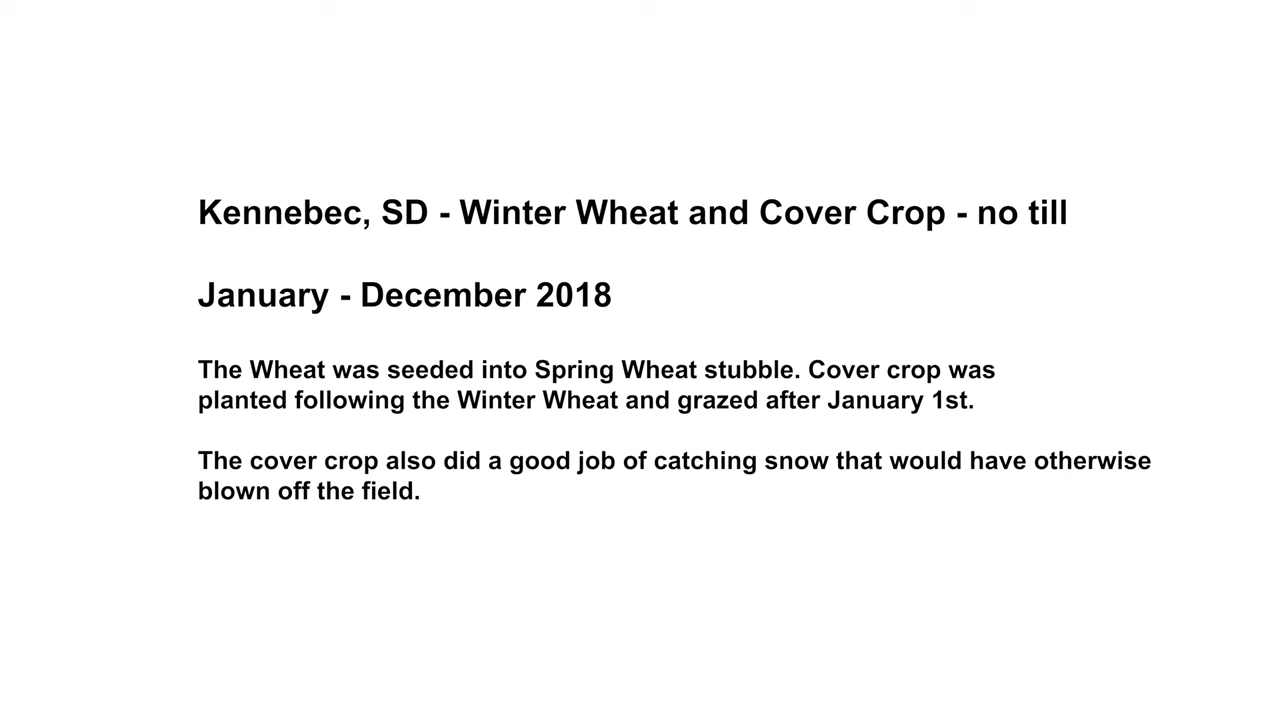 Kennebec, SD - Winter Wheat and Cover Crop - no till
January - December 2018
The Wheat was seeded into Spring Wheat stubble. Cover crop was
planted following the Winter Wheat and grazed after January 1st.
The cover crop also did a good job of catching snow that would have otherwise
blown off the field.